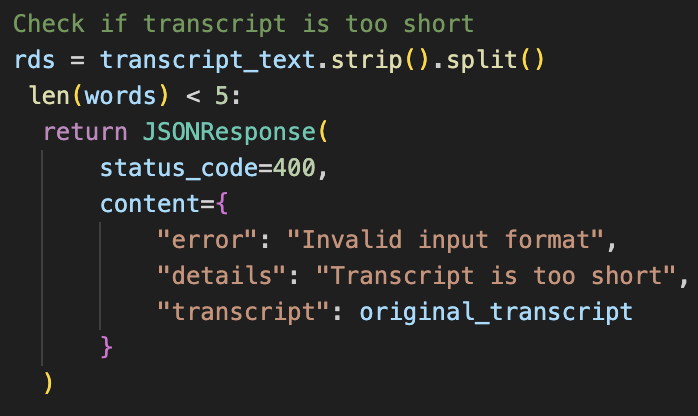 Check if transcript is too short
rds = transcript_text.strip().split()
len(words) < 5:
return JSONResponse(
status_code=400,
content={
"error": "Invalid input format",
"details": "Transcript is too short",
"transcript": original_transcript
}
)